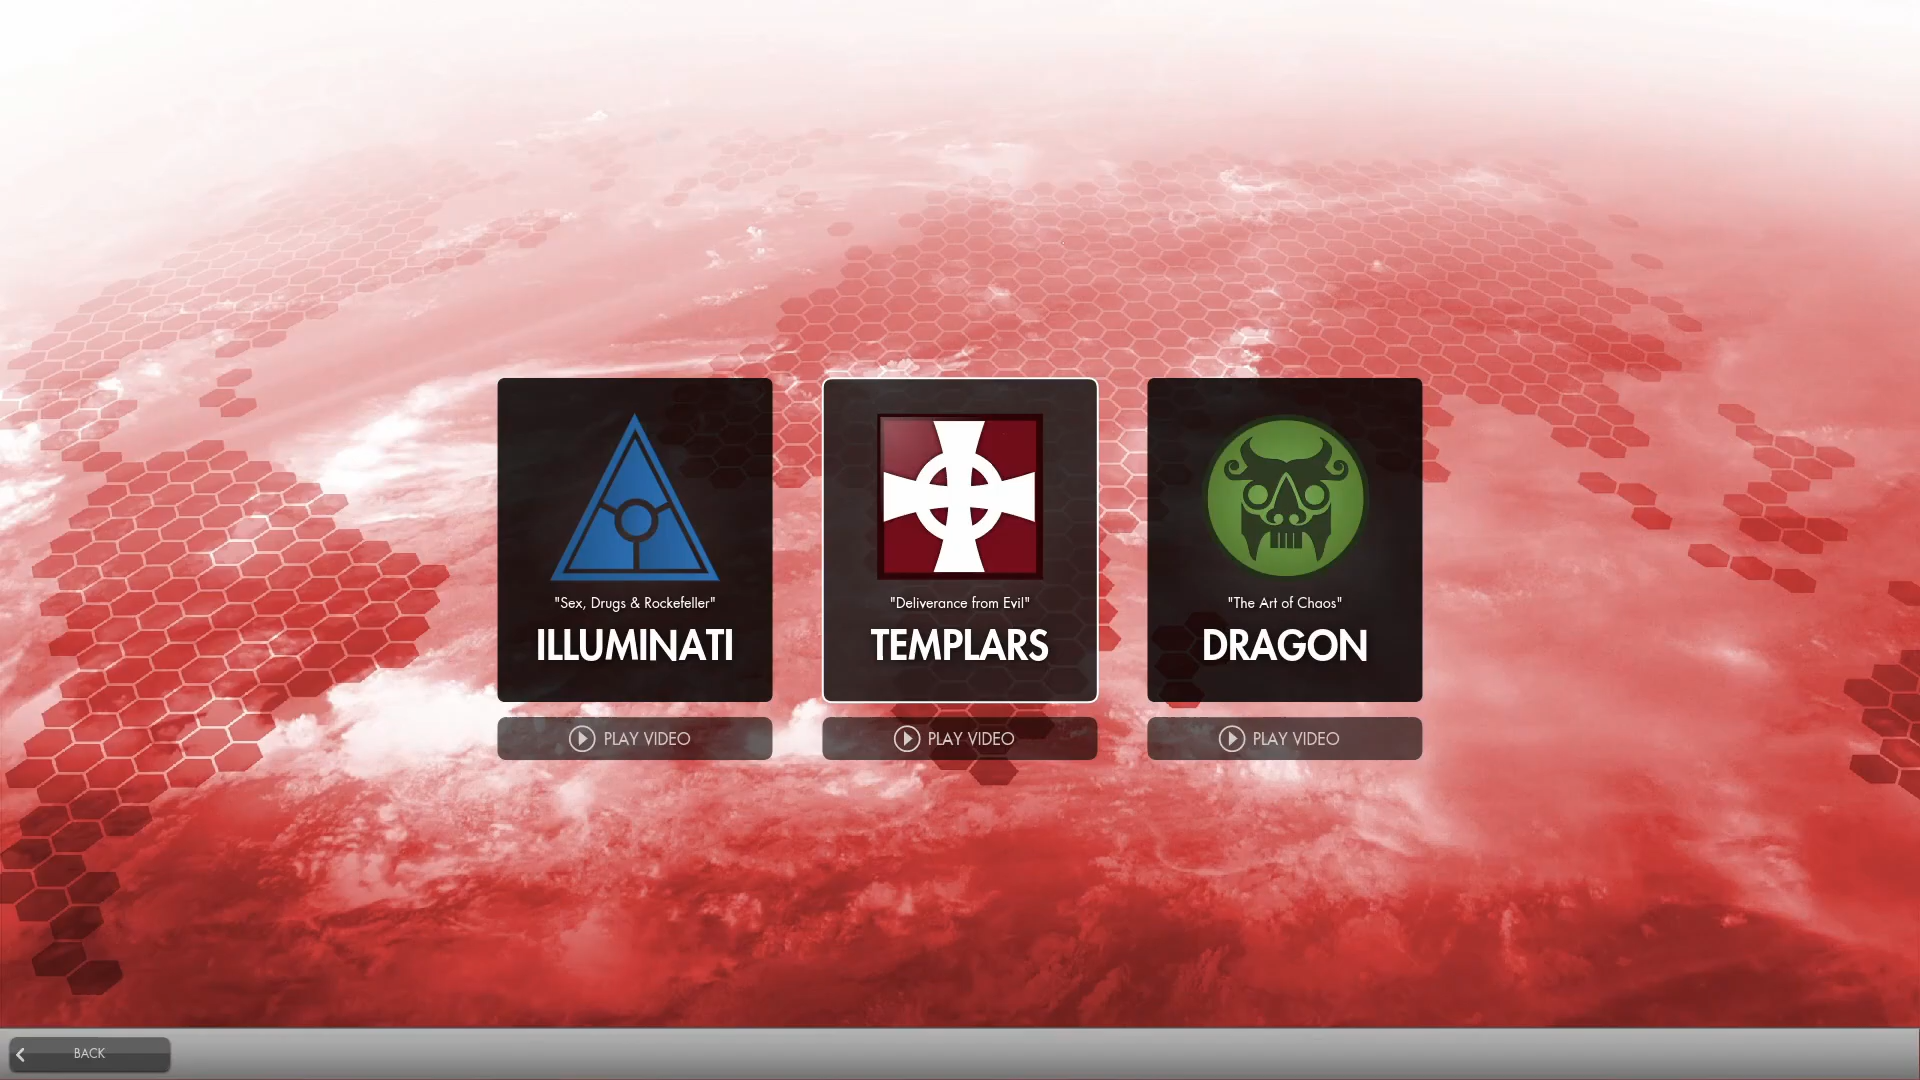 "Sex, Drugs & Rockefeller"
ILLUMINATI
PLAY VIDEO
"Deliverance from Evil"
TEMPLARS
PLAY VIDEO
"The Art of Chaos"
DRAGON
PLAY VIDEO
BACK